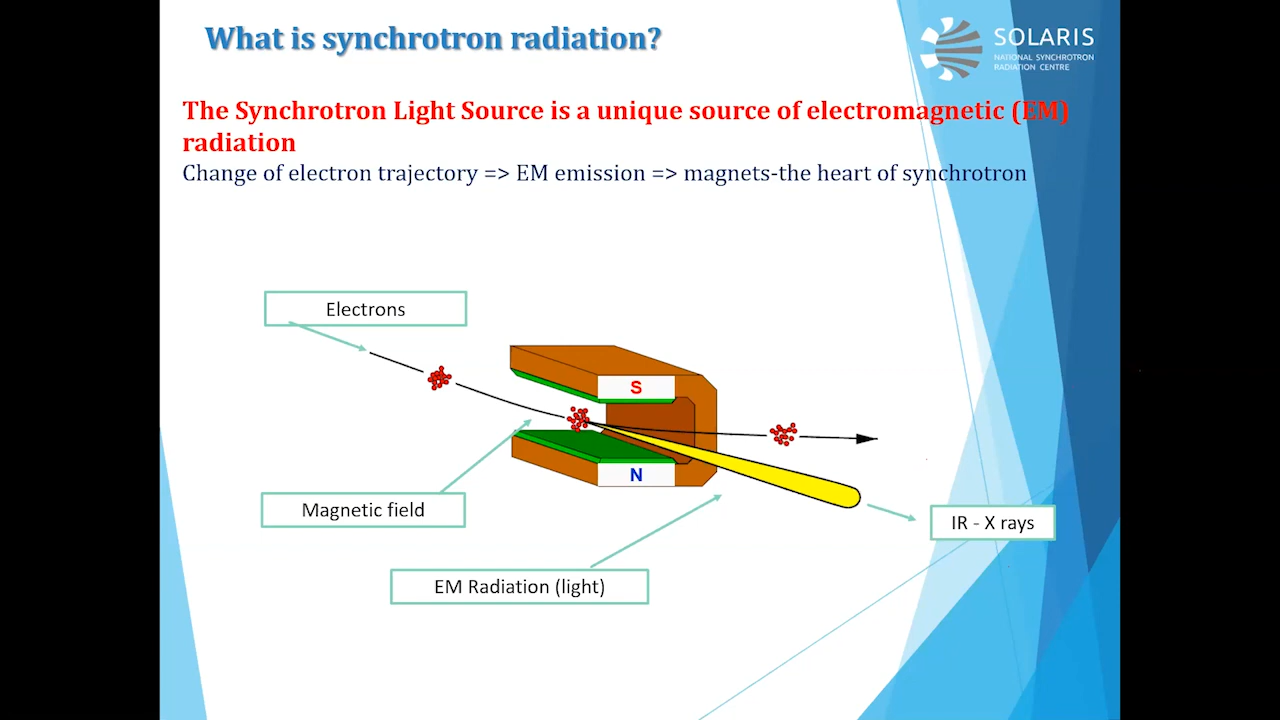 What is synchrotron radiation?
SOLARIS
NATIONAL SYNCHROTRON
RADIATION CENTRE
The Synchrotron Light Source is a unique source of electromagnetic (EM)
radiation
Change of electron trajectory => EM emission => magnets-the heart of synchrotron
Electrons
S
N
Magnetic field
IR - X rays
EM Radiation (light)